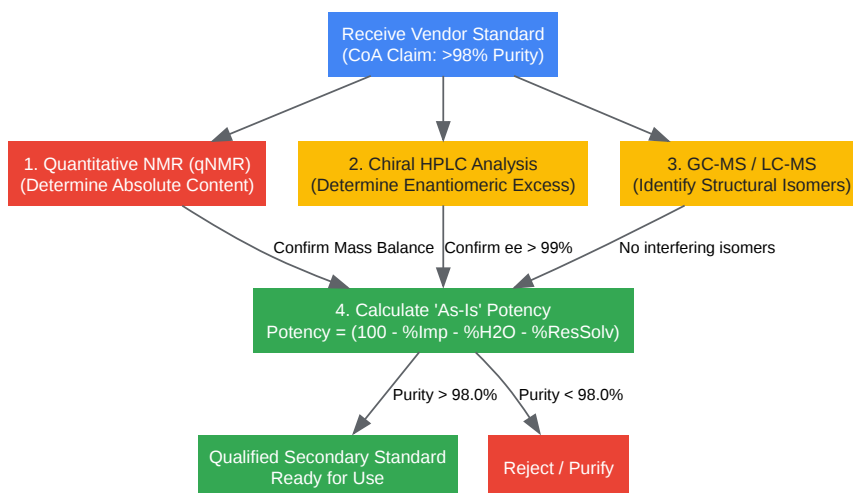 Receive Vendor Standard
(CoA Claim: >98% Purity)
1. Quantitative NMR (qNMR)
(Determine Absolute Content)
2. Chiral HPLC Analysis
(Determine Enantiomeric Excess)
3. GC-MS / LC-MS
(Identify Structural Isomers)
Confirm Mass Balance
Confirm ee > 99%
No interfering isomers
4. Calculate 'As-Is' Potency
Potency = (100 - %Imp - %H2O - %ResSolv)
Purity > 98.0%
Purity < 98.0%
Qualified Secondary Standard
Ready for Use
Reject / Purify